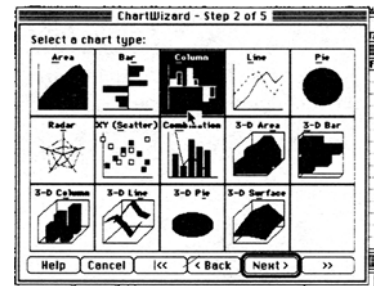 ChartWizard - Step 2 of 5
Select a chart type:
Area Bar Column Line Pie
Radar XY (Scatter) Combination 3-D Area 3-D Bar
3-D Column 3-D Line 3-D Pie 3-D Surface
Help Cancel |<< < Back Next > >>